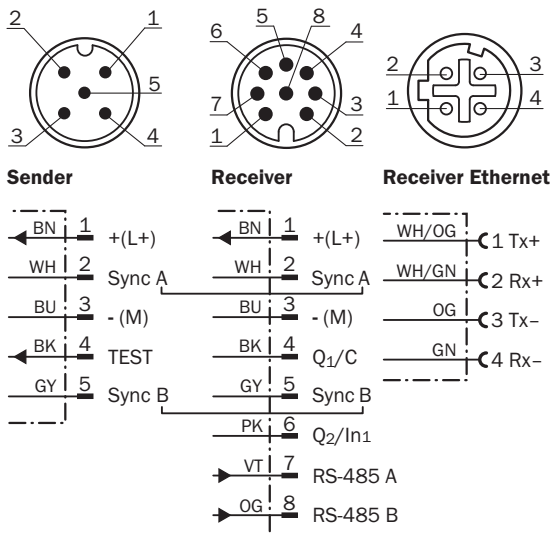 2 1
5
3 4
5 8
6 4
7 3
1 2
2 3
1 4
Sender
BN 1 +(L+)
WH 2 Sync A
BU 3 - (M)
BK 4 TEST
GY 5 Sync B
Receiver
BN 1 +(L+)
WH 2 Sync A
BU 3 - (M)
BK 4 Q1/C
GY 5 Sync B
PK 6 Q2/In1
VT 7 RS-485 A
OG 8 RS-485 B
Receiver Ethernet
WH/OG 1 Tx+
WH/GN 2 Rx+
OG 3 Tx–
GN 4 Rx–